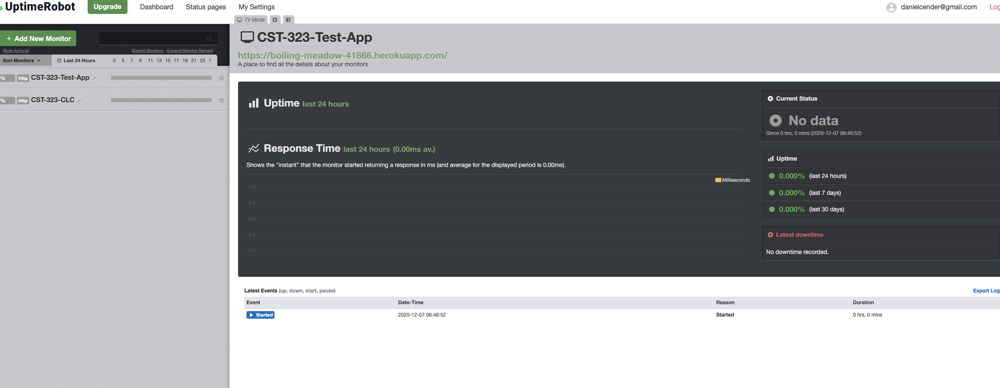 UptimeRobot
Upgrade
Dashboard
Status pages
My Settings
danielcender@gmail.com
Log
TV Mode
+ Add New Monitor
(Bulk Actions)
(Export Monitors - Expand Monitor Names)
Sort Monitors
Last 24 Hours
3 5 7 9 11 13 15 17 19 21 23 1
% http CST-323-Test-App
% http CST-323-CLC
CST-323-Test-App
https://boiling-meadow-41866.herokuapp.com/
A place to find all the details about your monitors
Uptime last 24 hours
Response Time last 24 hours (0.00ms av.)
Shows the "instant" that the monitor started returning a response in ms (and average for the displayed period is 0.00ms).
Milliseconds
1.0
0.5
0.0
-0.5
-1.0
Current Status
No data
Since 0 hrs, 0 mins (2020-12-07 06:46:52)
Uptime
0.000% (last 24 hours)
0.000% (last 7 days)
0.000% (last 30 days)
Latest downtime
No downtime recorded.
Latest Events (up, down, start, pause)
Export Log
Event Date-Time Reason Duration
Started 2020-12-07 06:46:52 Started 0 hrs, 0 mins